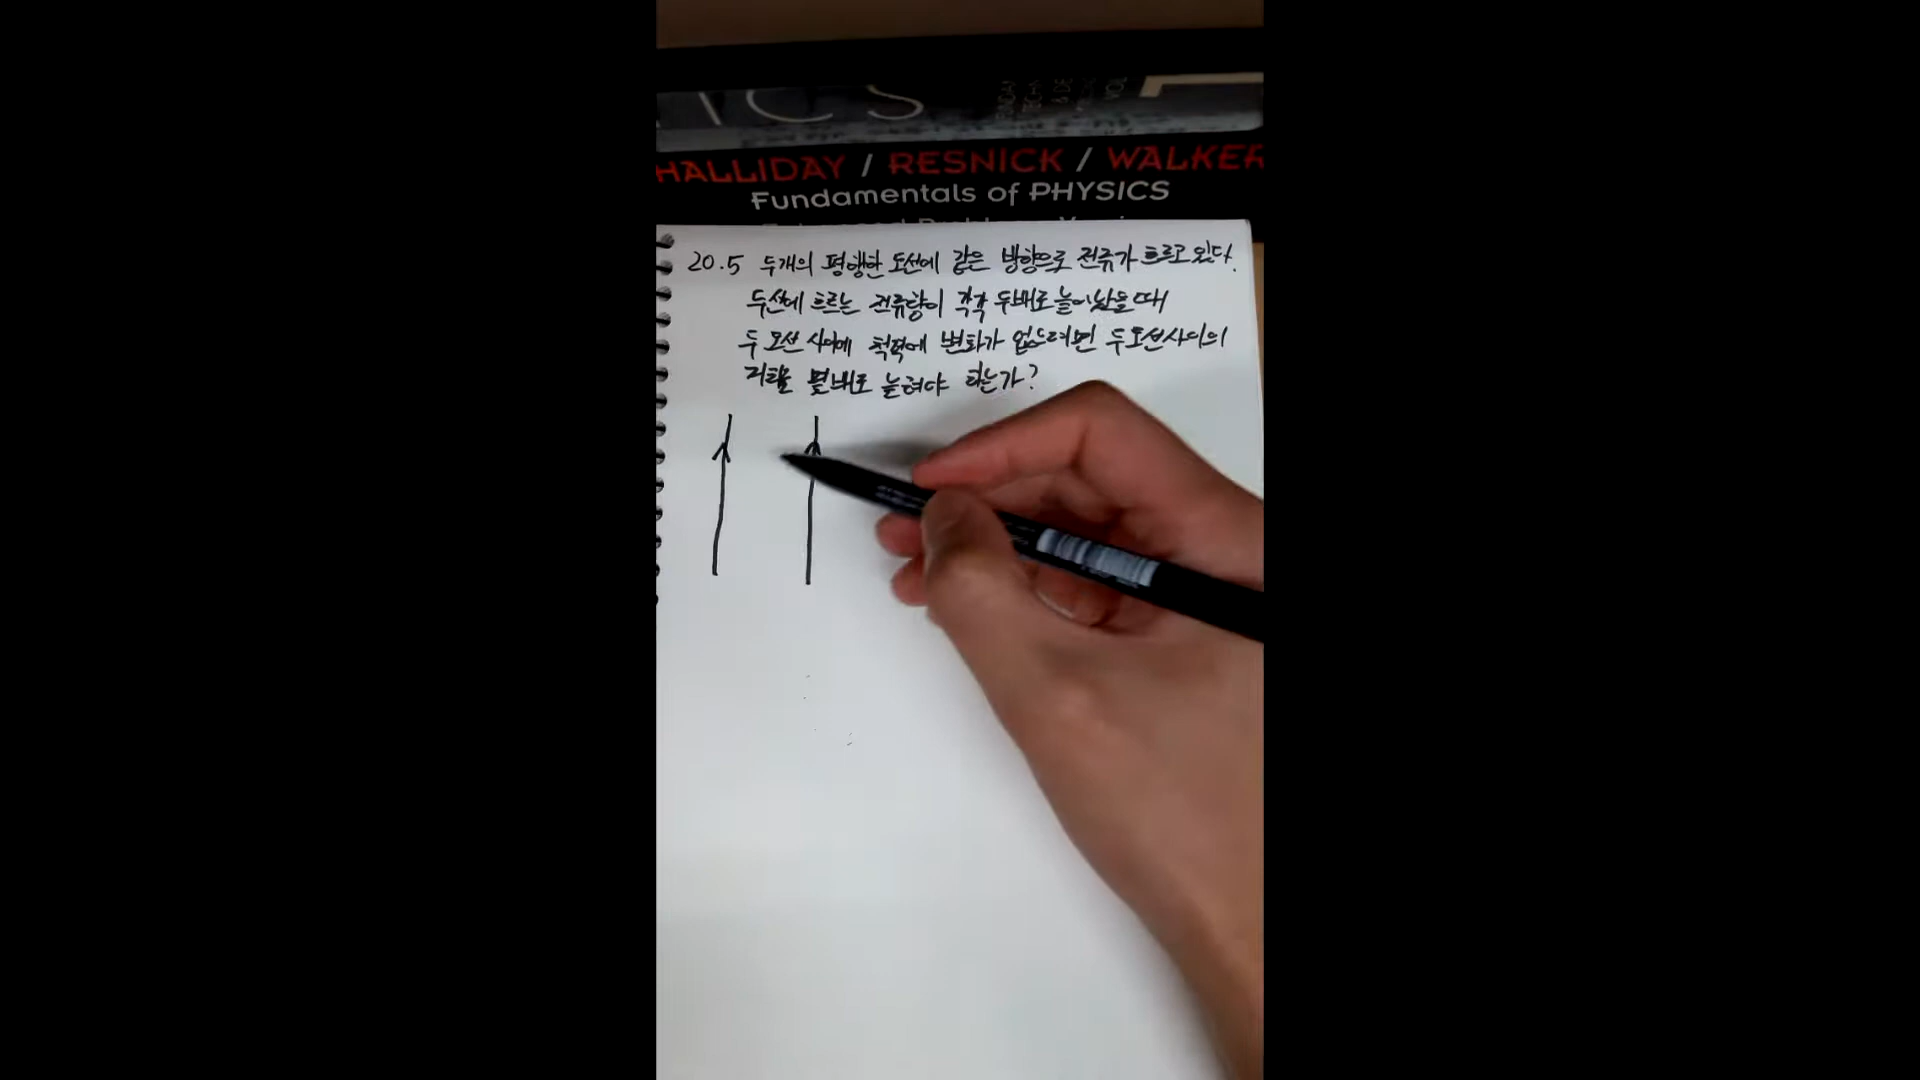 ICS
HALLIDAY / RESNICK / WALKER
Fundamentals of PHYSICS
20.5 두개의 평행한 도선에 같은 방향으로 전류가 흐르고 있다.
두선에 흐르는 전류량이 각각 두배로 늘어났을때
두 도선 사이에 척력에 변화가 없으려면 두도선사이의
거리를 몇배로 늘려야 하는가?